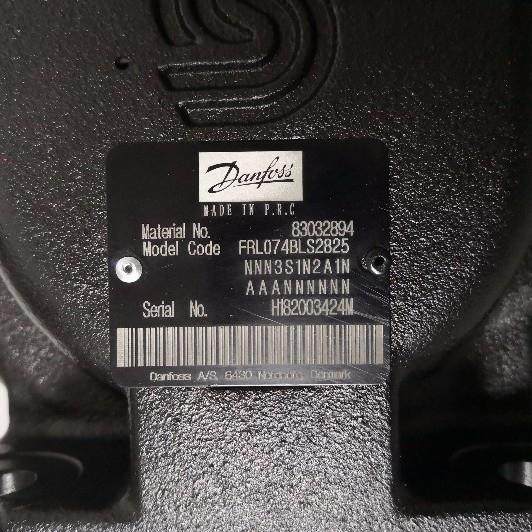 Danfoss
MADE IN P.R.C
Material No. 83032894
Model Code FRL074BLS2825
NNN3S1N2A1N
AAANNNNNNN
Serial No. H182003424M
Danfoss A/S, 6430 Nordborg, Denmark